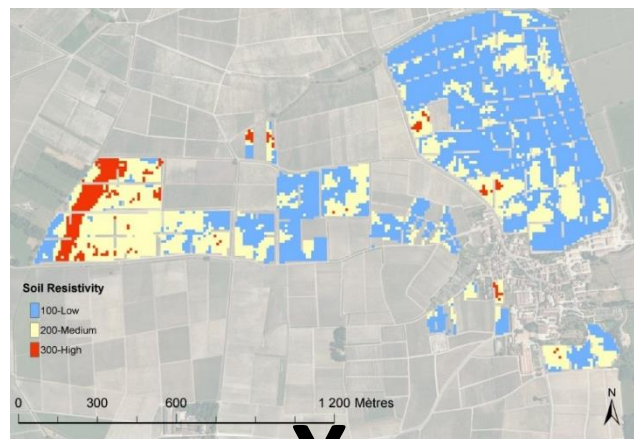 Soil Resistivity
100-Low
200-Medium
300-High
0 300 600 1 200 Mètres
N